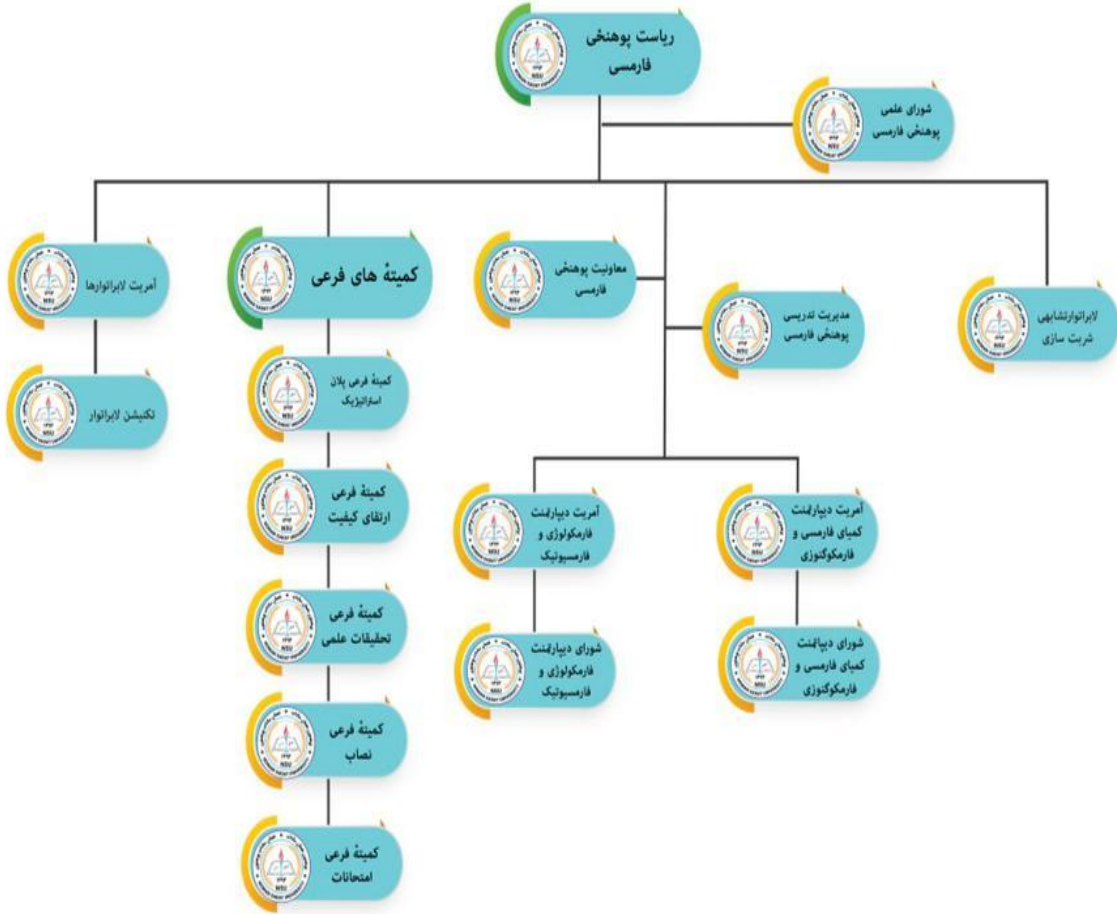 ریاست پوهنځی
فارمسی
شورای علمی
پوهنځی فارمسی
آمریت لابراتوارها
تکنیشن لابراتوار
کمیتهٔ های فرعی
کمیتهٔ فرعی پلان
استراتیژیک
کمیتهٔ فرعی
ارتقای کیفیت
کمیتهٔ فرعی
تحقیقات علمی
کمیتهٔ فرعی
نصاب
کمیتهٔ فرعی
امتحانات
معاونیت پوهنځی
فارمسی
مدیریت تدریسی
پوهنځی فارمسی
لابراتوارتشابهی
شربت سازی
آمریت دیپارتمنت
فارمکولوژی و
فارمسیوتیک
شورای دیپارتمنت
فارمکولوژی و
فارمسیوتیک
آمریت دیپارتمنت
کمیای فارمسی و
فارمکوگنوزی
شورای دیپاتمنت
کمیای فارمسی و
فارمکوگنوزی
۱۳۹۳
NSU